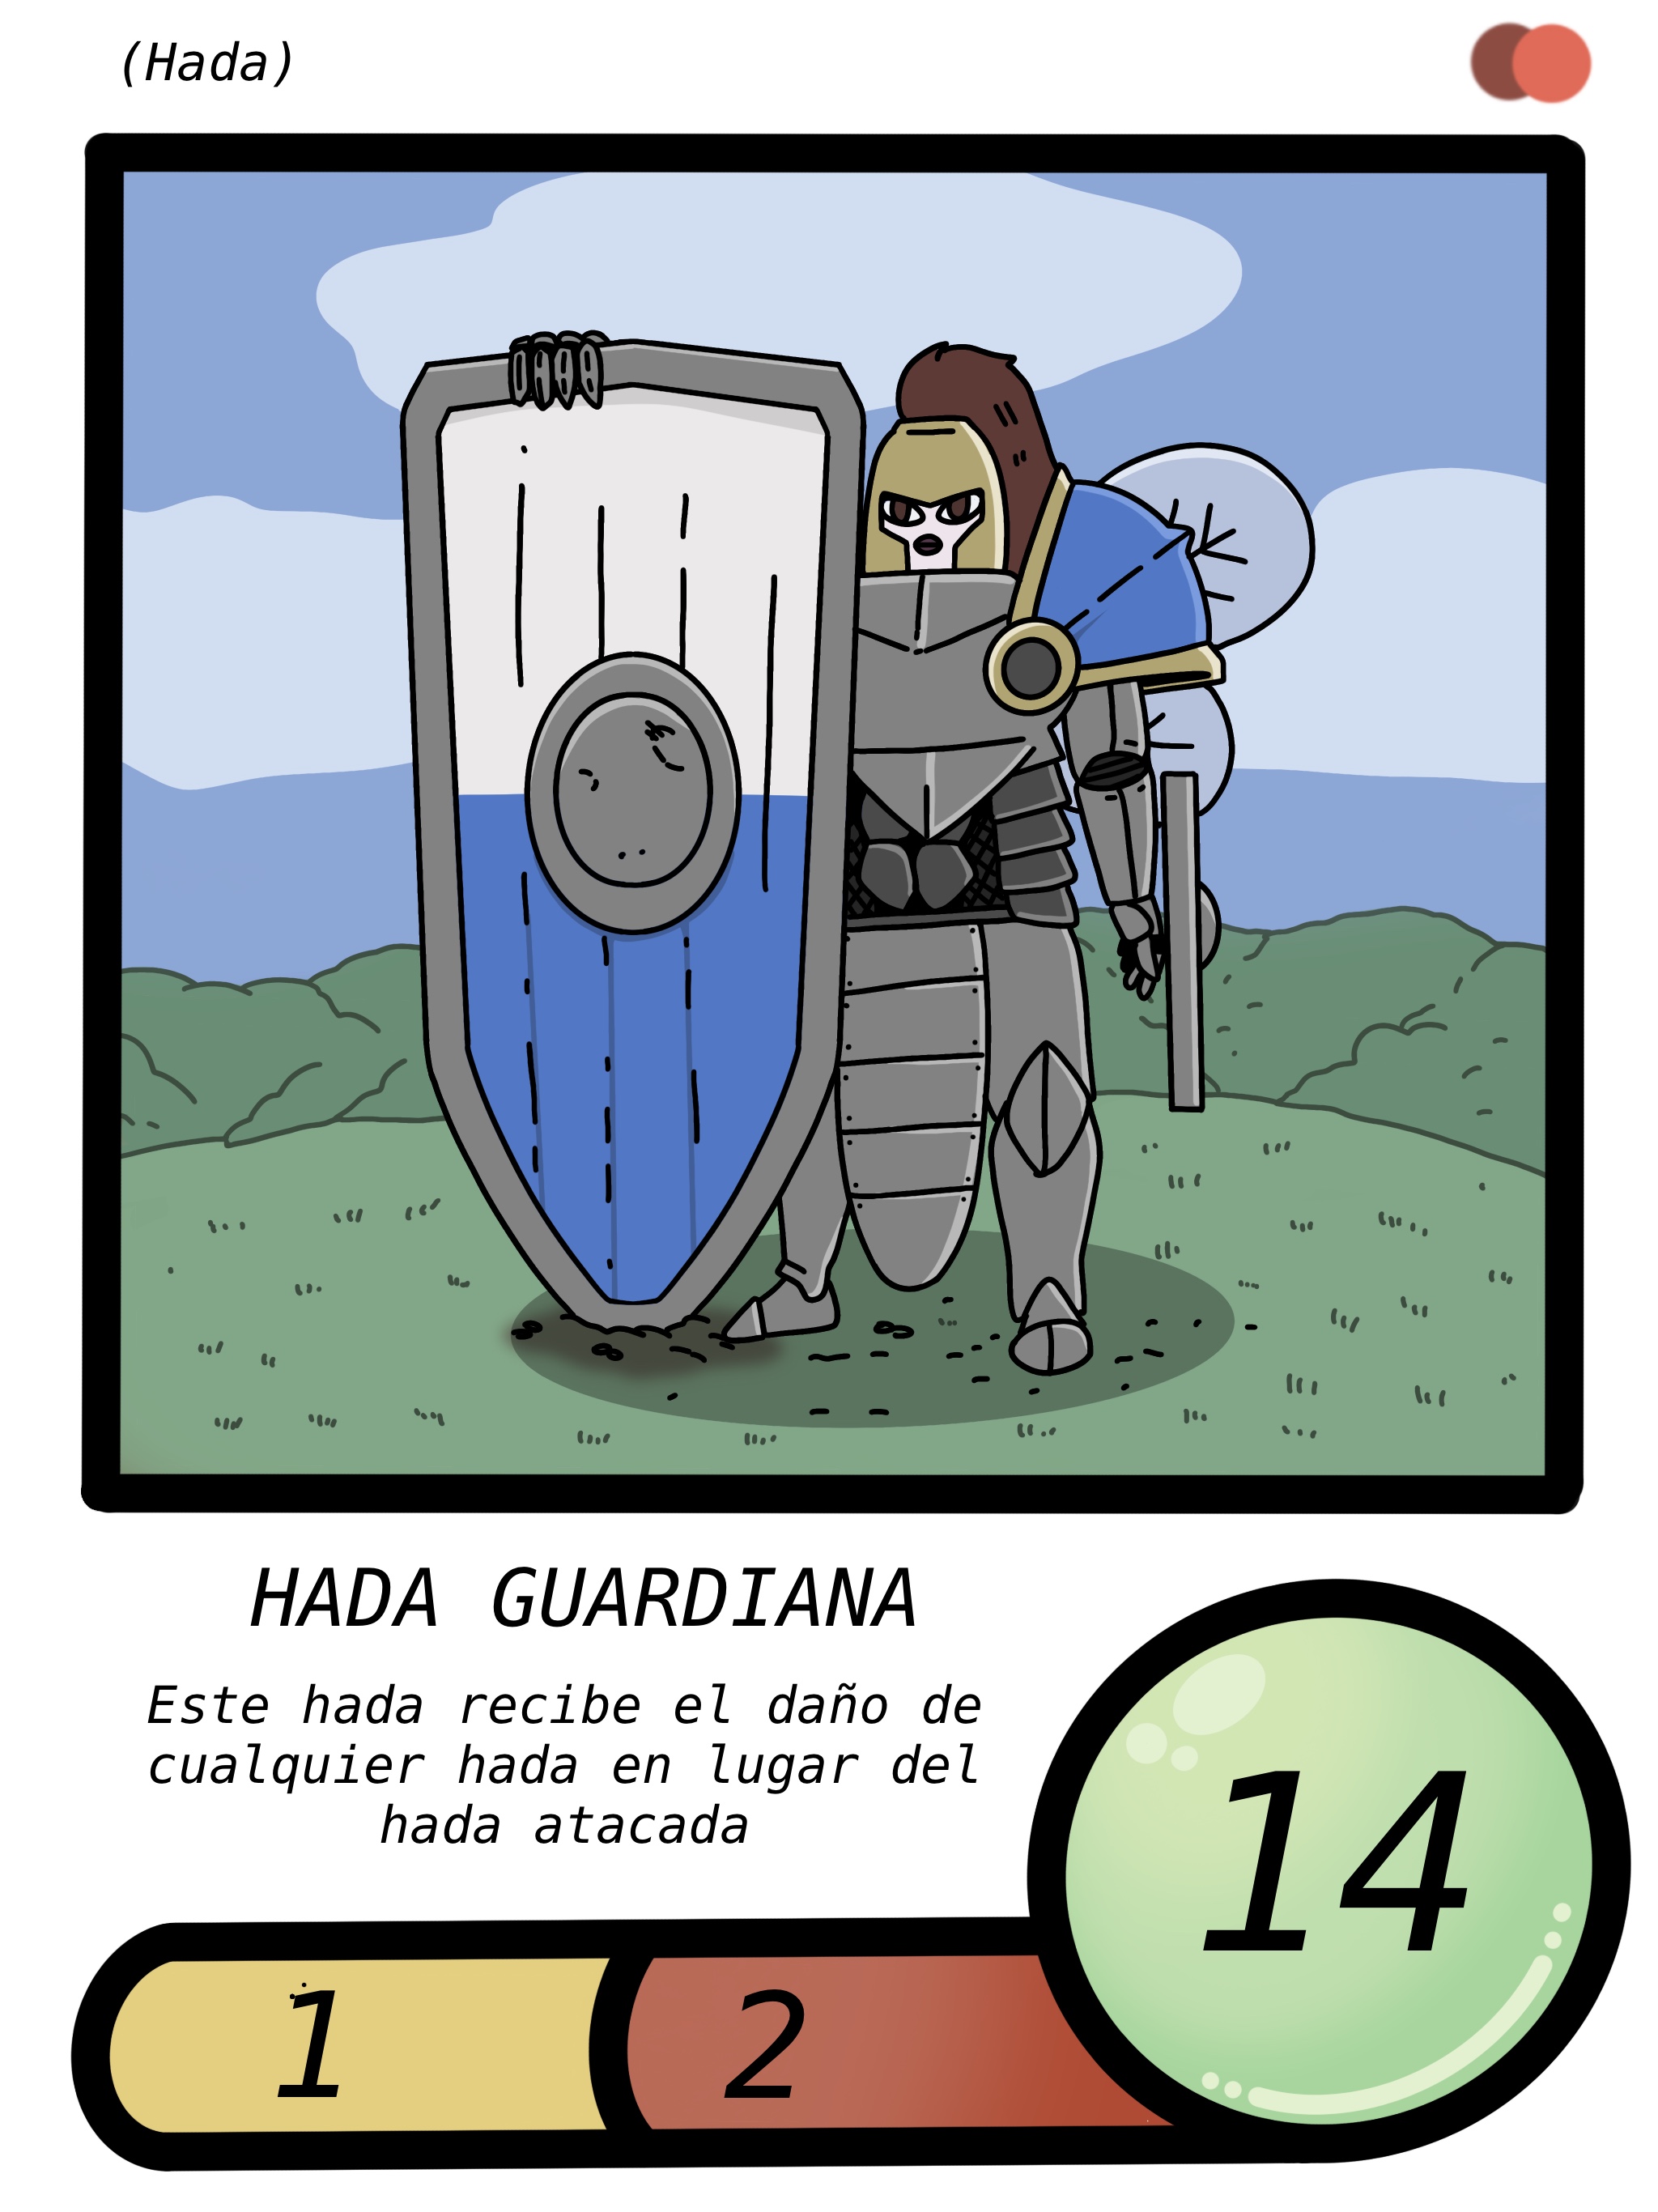 (Hada)
HADA GUARDIANA
Este hada recibe el daño de
cualquier hada en lugar del
hada atacada
14
1
2